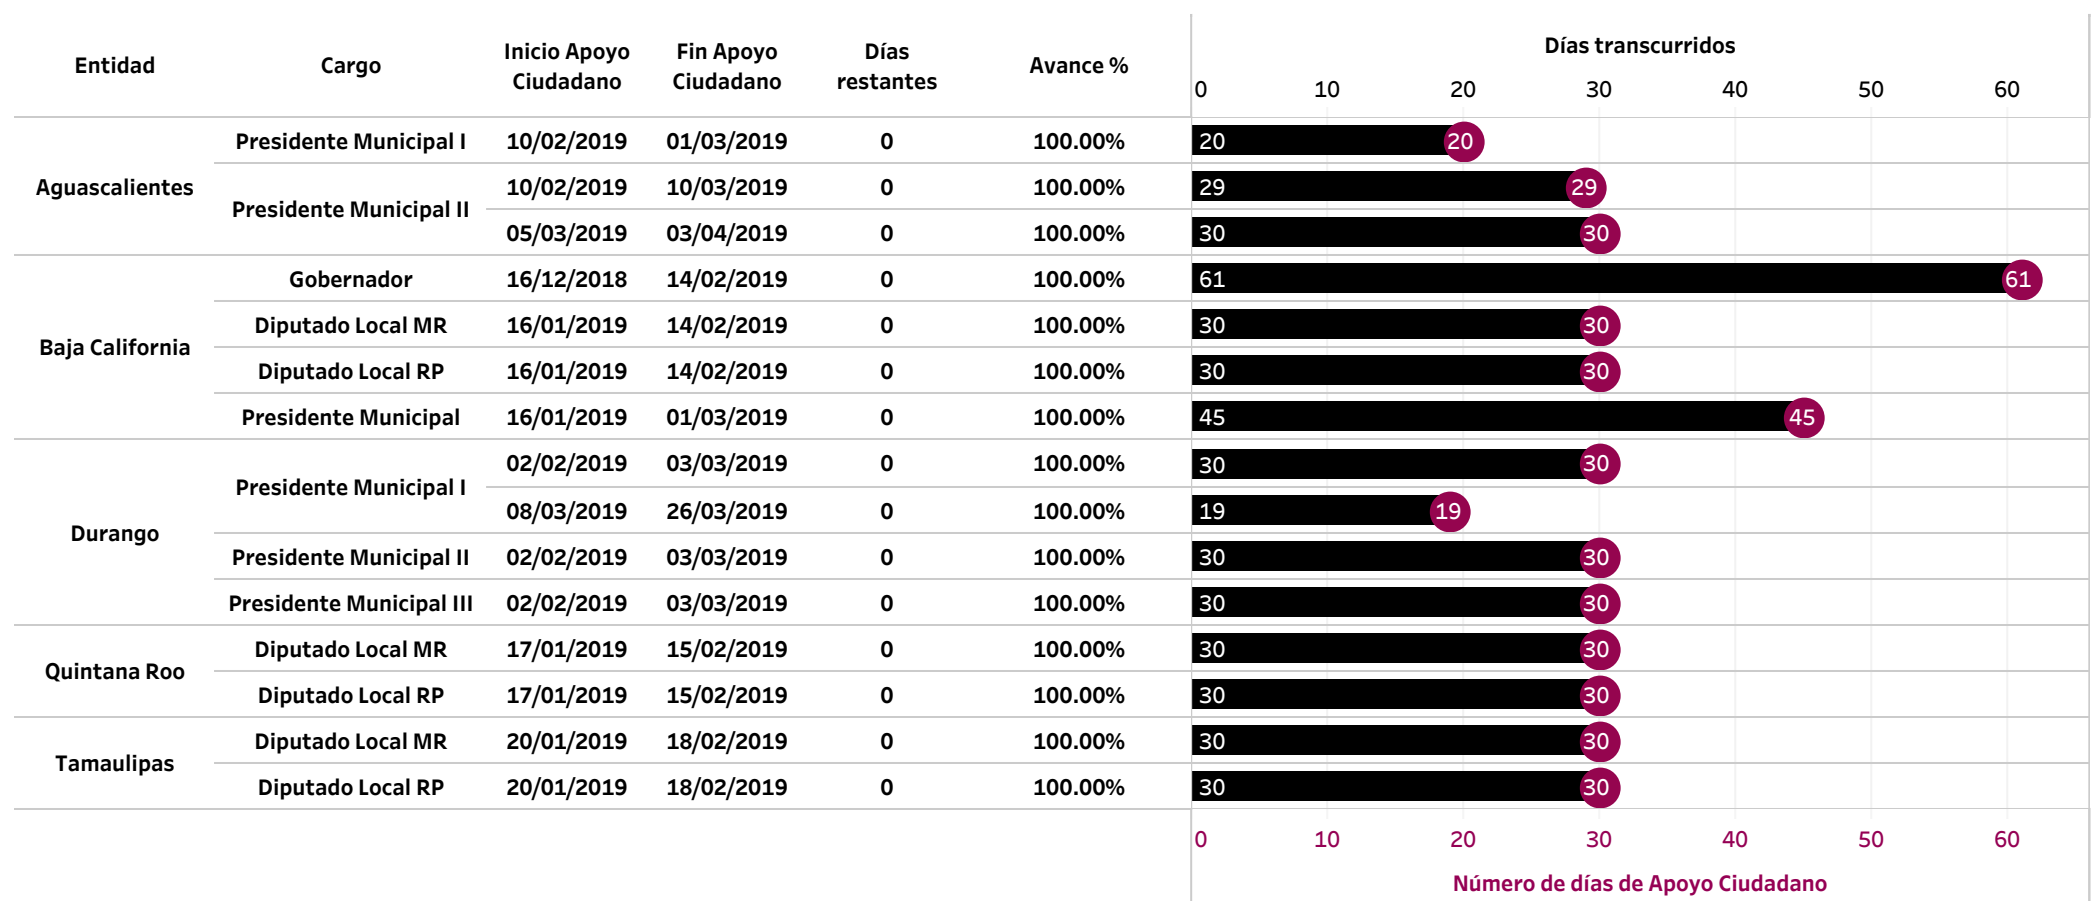 Entidad Cargo Inicio Apoyo Ciudadano Fin Apoyo Ciudadano Días restantes Avance % Días transcurridos
0 10 20 30 40 50 60
Aguascalientes Presidente Municipal I 10/02/2019 01/03/2019 0 100.00% 20 20
Presidente Municipal II 10/02/2019 10/03/2019 0 100.00% 29 29
05/03/2019 03/04/2019 0 100.00% 30 30
Baja California Gobernador 16/12/2018 14/02/2019 0 100.00% 61 61
Diputado Local MR 16/01/2019 14/02/2019 0 100.00% 30 30
Diputado Local RP 16/01/2019 14/02/2019 0 100.00% 30 30
Presidente Municipal 16/01/2019 01/03/2019 0 100.00% 45 45
Durango Presidente Municipal I 02/02/2019 03/03/2019 0 100.00% 30 30
08/03/2019 26/03/2019 0 100.00% 19 19
Presidente Municipal II 02/02/2019 03/03/2019 0 100.00% 30 30
Presidente Municipal III 02/02/2019 03/03/2019 0 100.00% 30 30
Quintana Roo Diputado Local MR 17/01/2019 15/02/2019 0 100.00% 30 30
Diputado Local RP 17/01/2019 15/02/2019 0 100.00% 30 30
Tamaulipas Diputado Local MR 20/01/2019 18/02/2019 0 100.00% 30 30
Diputado Local RP 20/01/2019 18/02/2019 0 100.00% 30 30
0 10 20 30 40 50 60
Número de días de Apoyo Ciudadano